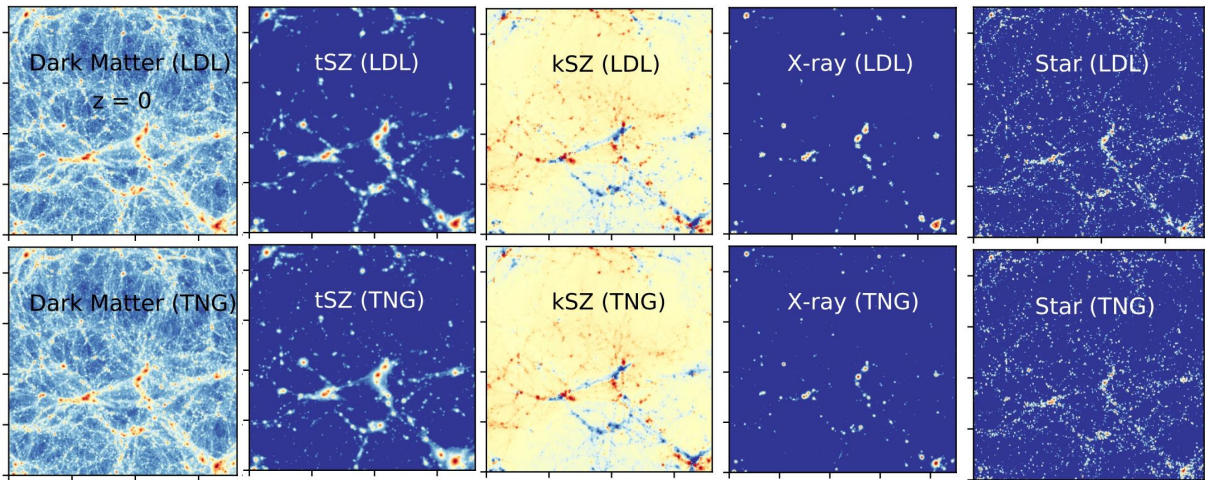 Dark Matter (LDL)
z = 0
tSZ (LDL)
kSZ (LDL)
X-ray (LDL)
Star (LDL)
Dark Matter (TNG)
tSZ (TNG)
kSZ (TNG)
X-ray (TNG)
Star (TNG)